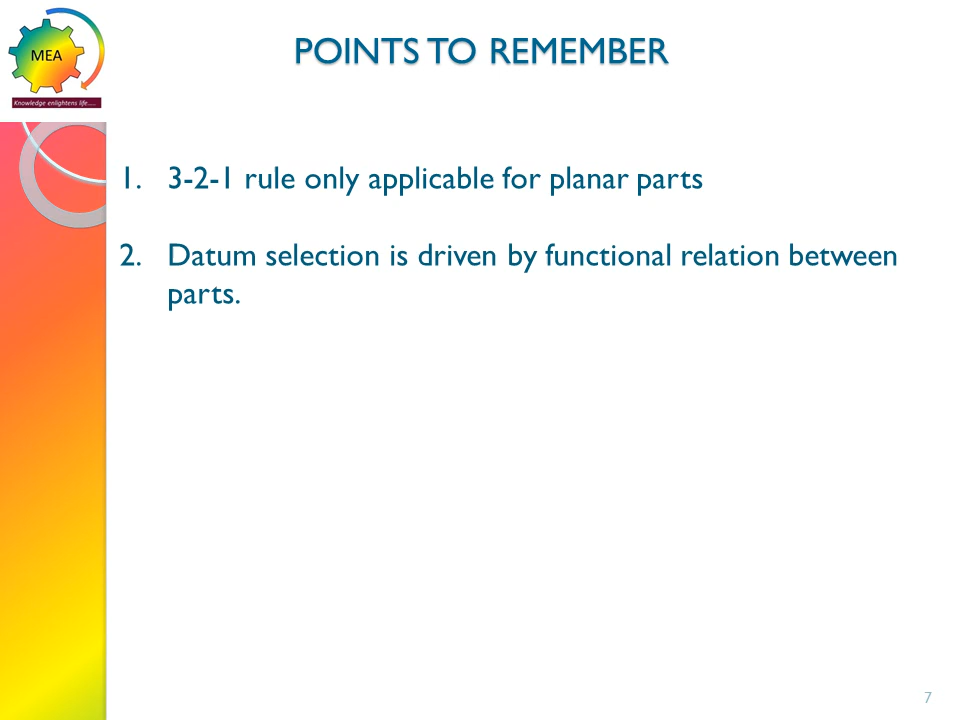 MEA
Knowledge enlightens life.....
POINTS TO REMEMBER
1. 3-2-1 rule only applicable for planar parts
2. Datum selection is driven by functional relation between
parts.
7